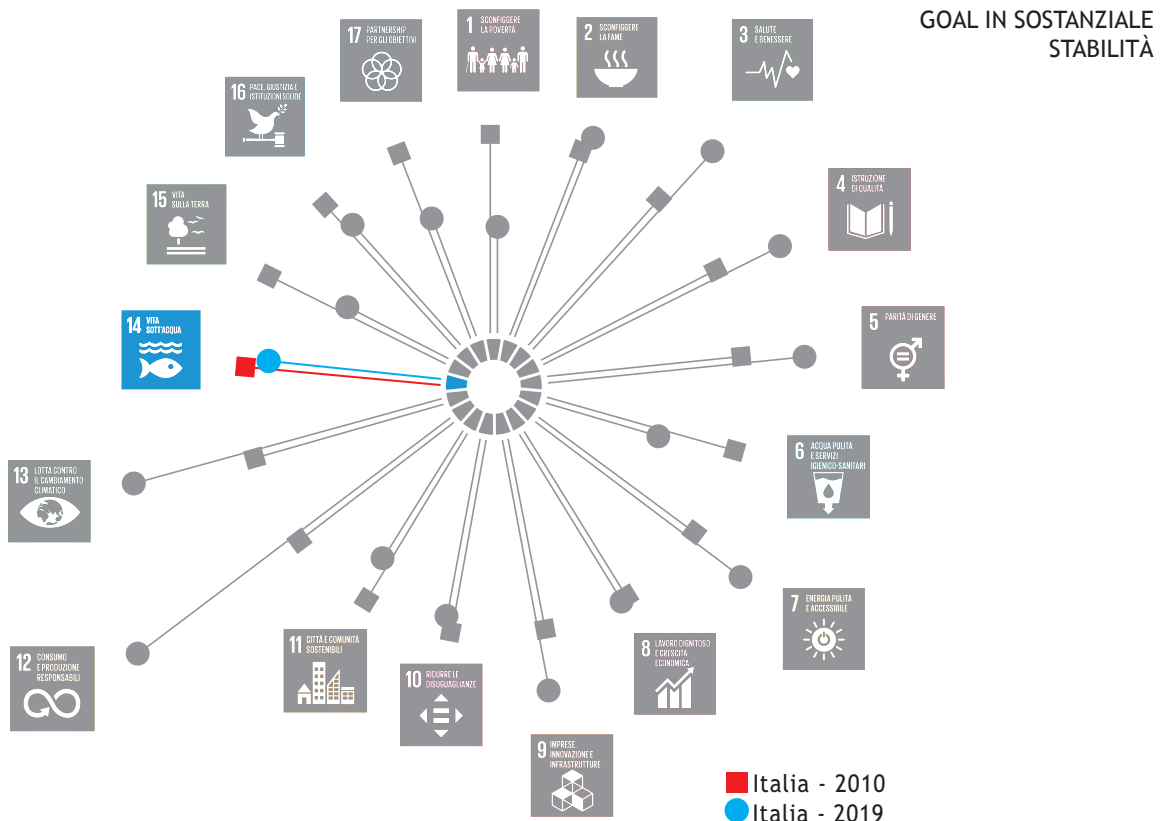 GOAL IN SOSTANZIALE
STABILITÀ
1 SCONFIGGERE
LA POVERTÀ
2 SCONFIGGERE
LA FAME
3 SALUTE
E BENESSERE
4 ISTRUZIONE
DI QUALITÀ
5 PARITÀ DI GENERE
6 ACQUA PULITA
E SERVIZI
IGIENICO-SANITARI
7 ENERGIA PULITA
E ACCESSIBILE
8 LAVORO DIGNITOSO
E CRESCITA
ECONOMICA
9 IMPRESE,
INNOVAZIONE E
INFRASTRUTTURE
10 RIDURRE LE
DISUGUAGLIANZE
11 CITTÀ E COMUNITÀ
SOSTENIBILI
12 CONSUMO
E PRODUZIONE
RESPONSABILI
13 LOTTA CONTRO
IL CAMBIAMENTO
CLIMATICO
14 VITA
SOTT'ACQUA
15 VITA
SULLA TERRA
16 PACE, GIUSTIZIA E
ISTITUZIONI SOLIDE
17 PARTNERSHIP
PER GLI OBIETTIVI
Italia - 2010
Italia - 2019